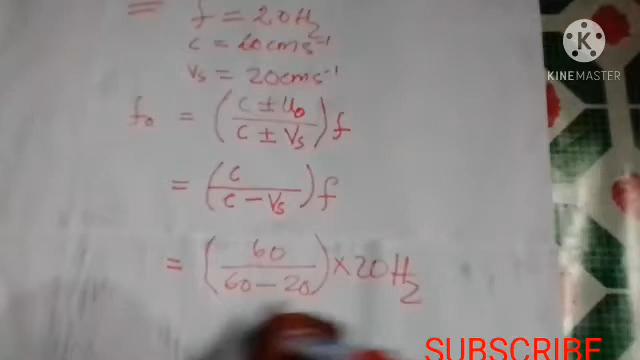 = f = 20Hz
c = 60cms⁻¹
Vs = 20cms⁻¹
fo = (c ± Uo / c ± Vs) f
= (c / c - Vs) f
= (60 / 60 - 20) × 20Hz
KINEMASTER
SUBSCRIBE